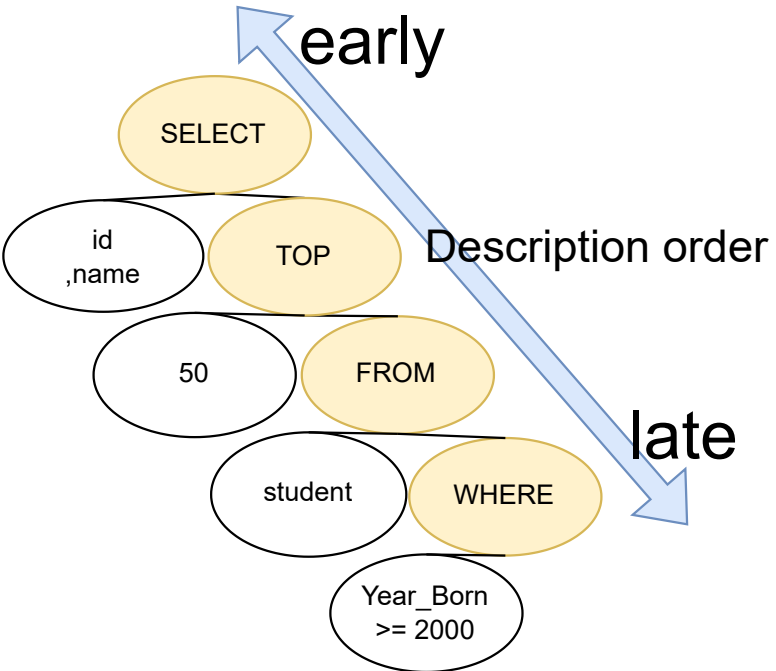 early
SELECT
id
,name
TOP
Description order
50
FROM
late
student
WHERE
Year_Born
>= 2000